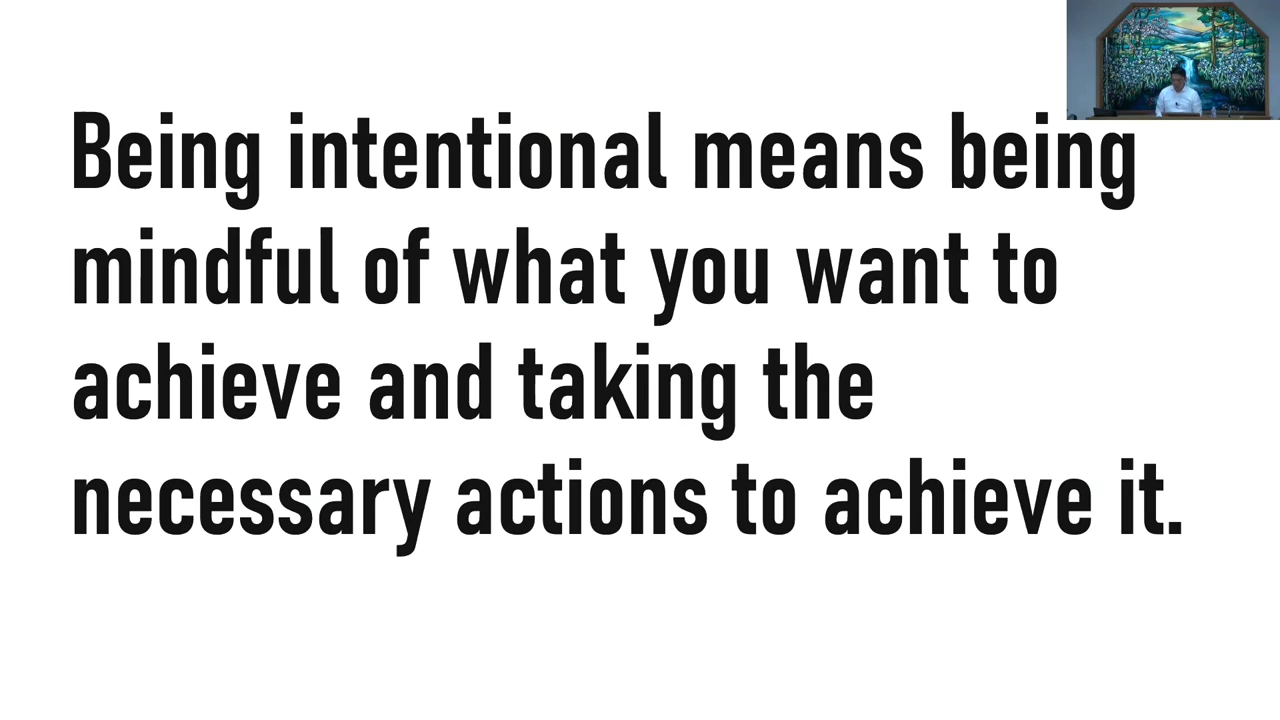 Being intentional means being
mindful of what you want to
achieve and taking the
necessary actions to achieve it.